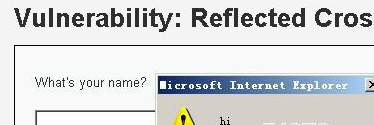 Vulnerability: Reflected Cros
What's your name?
Microsoft Internet Explorer
hi